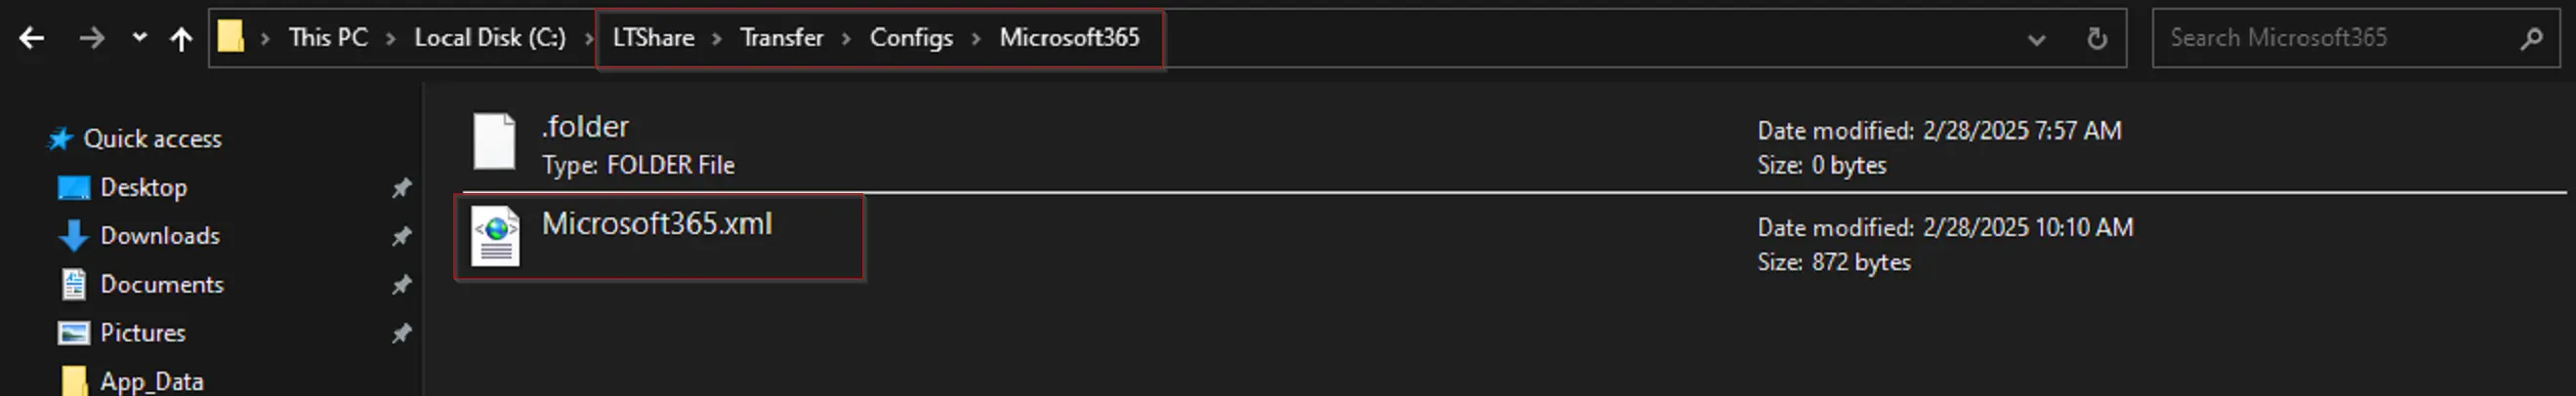 This PC > Local Disk (C:) > LTShare > Transfer > Configs > Microsoft365
Search Microsoft365
Quick access
Desktop
Downloads
Documents
Pictures
App_Data
.folder
Type: FOLDER File
Date modified: 2/28/2025 7:57 AM
Size: 0 bytes
Microsoft365.xml
Date modified: 2/28/2025 10:10 AM
Size: 872 bytes